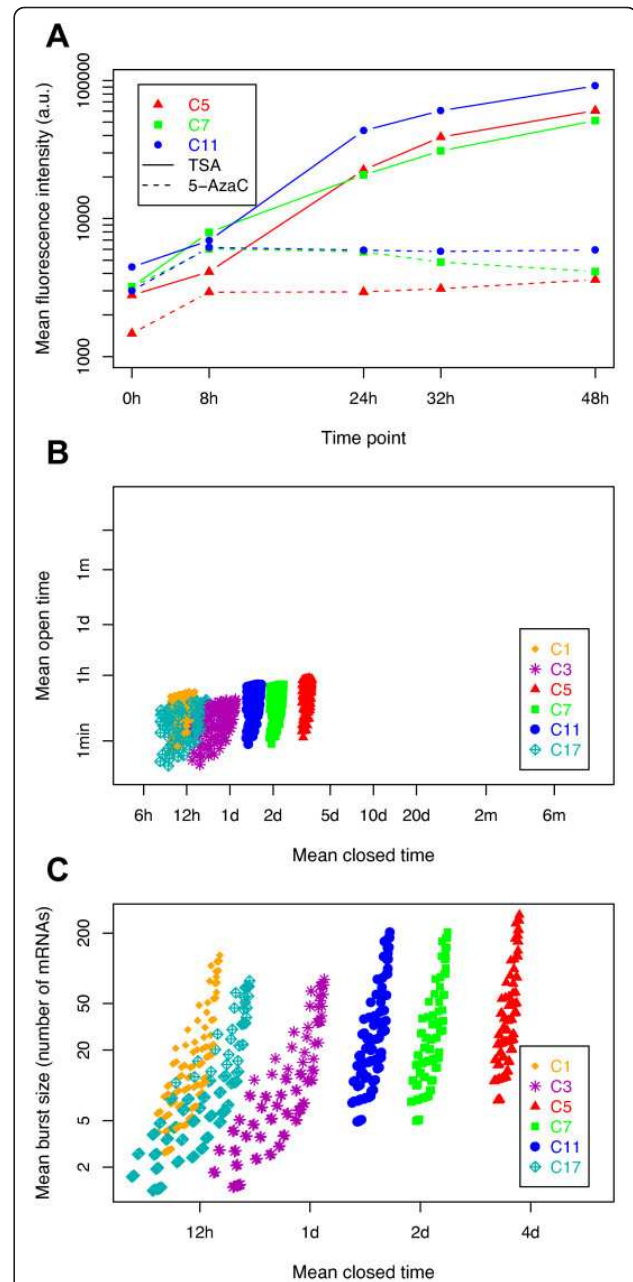 A
Mean fluorescence intensity (a.u.)
100000
10000
1000
C5
C7
C11
TSA
5-AzaC
0h 8h 24h 32h 48h
Time point
B
Mean open time
1m
1d
1h
1min
C1
C3
C5
C7
C11
C17
6h 12h 1d 2d 5d 10d 20d 2m 6m
Mean closed time
C
Mean burst size (number of mRNAs)
200
50
20
5
2
C1
C3
C5
C7
C11
C17
12h 1d 2d 4d
Mean closed time